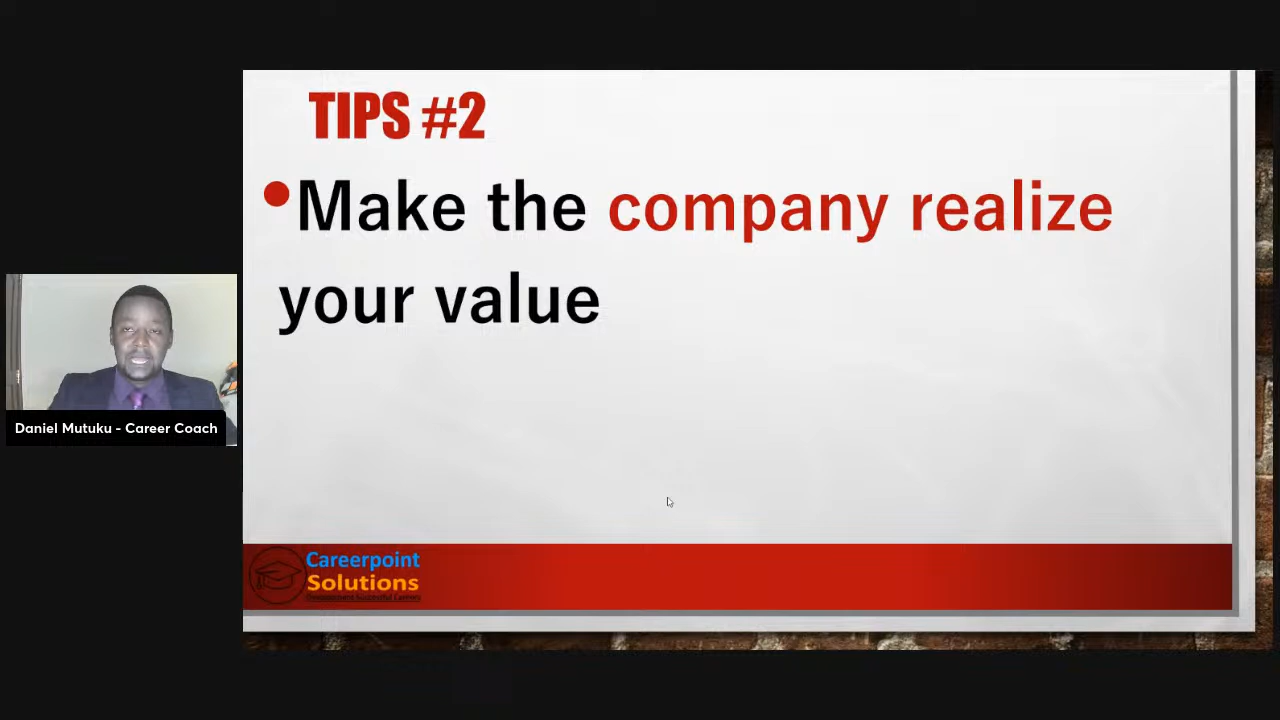 TIPS #2
•Make the company realize
your value
Daniel Mutuku - Career Coach
Careerpoint
Solutions